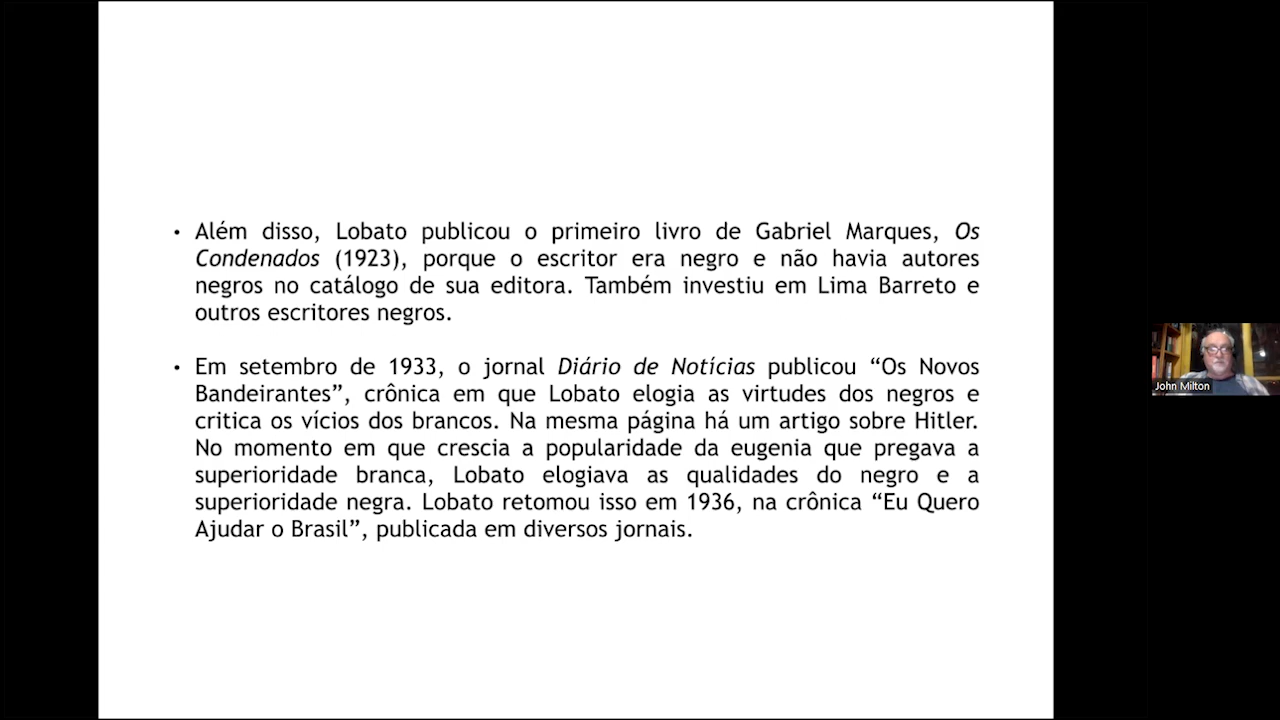 • Além disso, Lobato publicou o primeiro livro de Gabriel Marques, Os
Condenados (1923), porque o escritor era negro e não havia autores
negros no catálogo de sua editora. Também investiu em Lima Barreto e
outros escritores negros.
• Em setembro de 1933, o jornal Diário de Notícias publicou “Os Novos
Bandeirantes”, crônica em que Lobato elogia as virtudes dos negros e
critica os vícios dos brancos. Na mesma página há um artigo sobre Hitler.
No momento em que crescia a popularidade da eugenia que pregava a
superioridade branca, Lobato elogiava as qualidades do negro e a
superioridade negra. Lobato retomou isso em 1936, na crônica “Eu Quero
Ajudar o Brasil”, publicada em diversos jornais.
John Milton